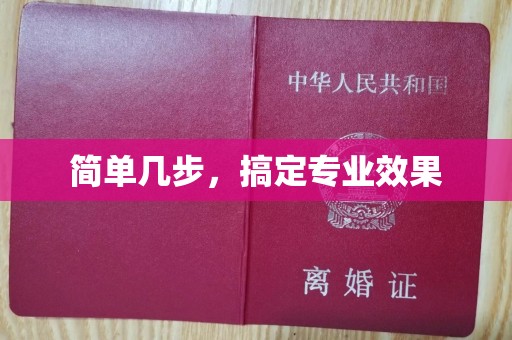 中华人民共和国
简单几步，搞定专业效果
离婚证